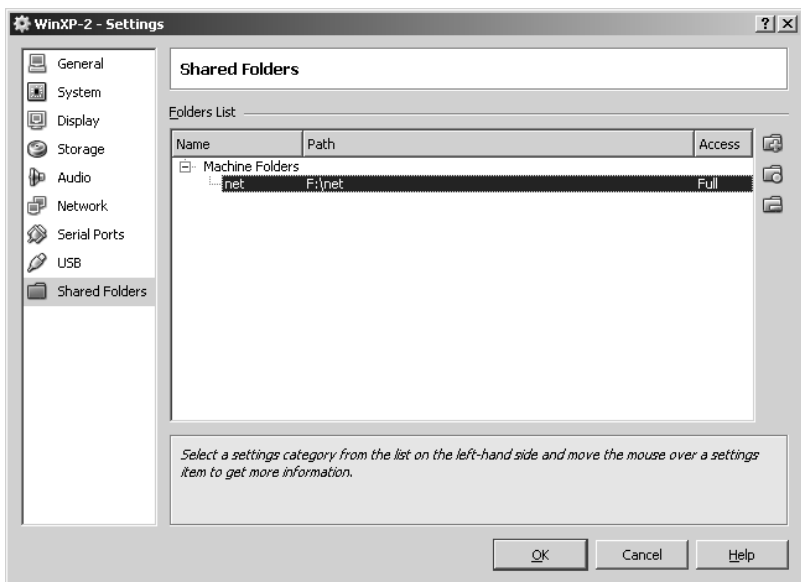 WinXP-2 - Settings
General
System
Display
Storage
Audio
Network
Serial Ports
USB
Shared Folders
Shared Folders
Folders List
Name Path Access
Machine Folders
net F:\net Full
Select a settings category from the list on the left-hand side and move the mouse over a settings
item to get more information.
OK Cancel Help